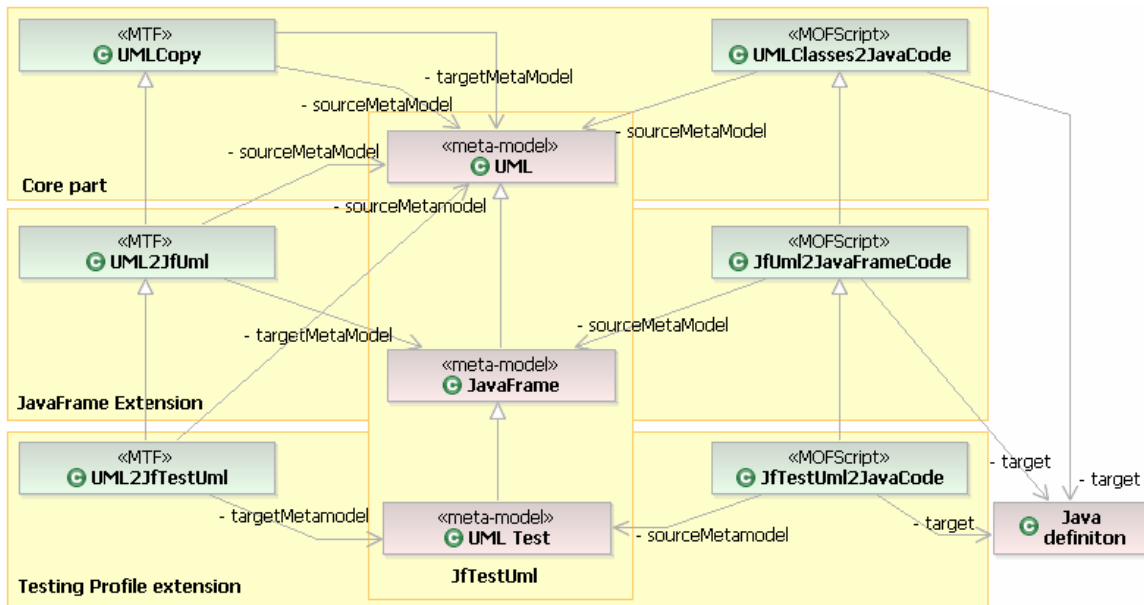 «MTF»
UMLCopy
«MOFScript»
UMLClasses2JavaCode
- targetMetaModel
- sourceMetaModel
- sourceMetaModel
«meta-model»
UML
- sourceMetaModel
Core part
- sourceMetamodel
«MTF»
UML2JfUml
«MOFScript»
JfUml2JavaFrameCode
- targetMetaModel
- sourceMetaModel
«meta-model»
JavaFrame
JavaFrame Extension
«MTF»
UML2JfTestUml
«MOFScript»
JfTestUml2JavaCode
- target
- target
- targetMetamodel
«meta-model»
UML Test
- sourceMetamodel
- target
Java
definiton
JfTestUml
Testing Profile extension